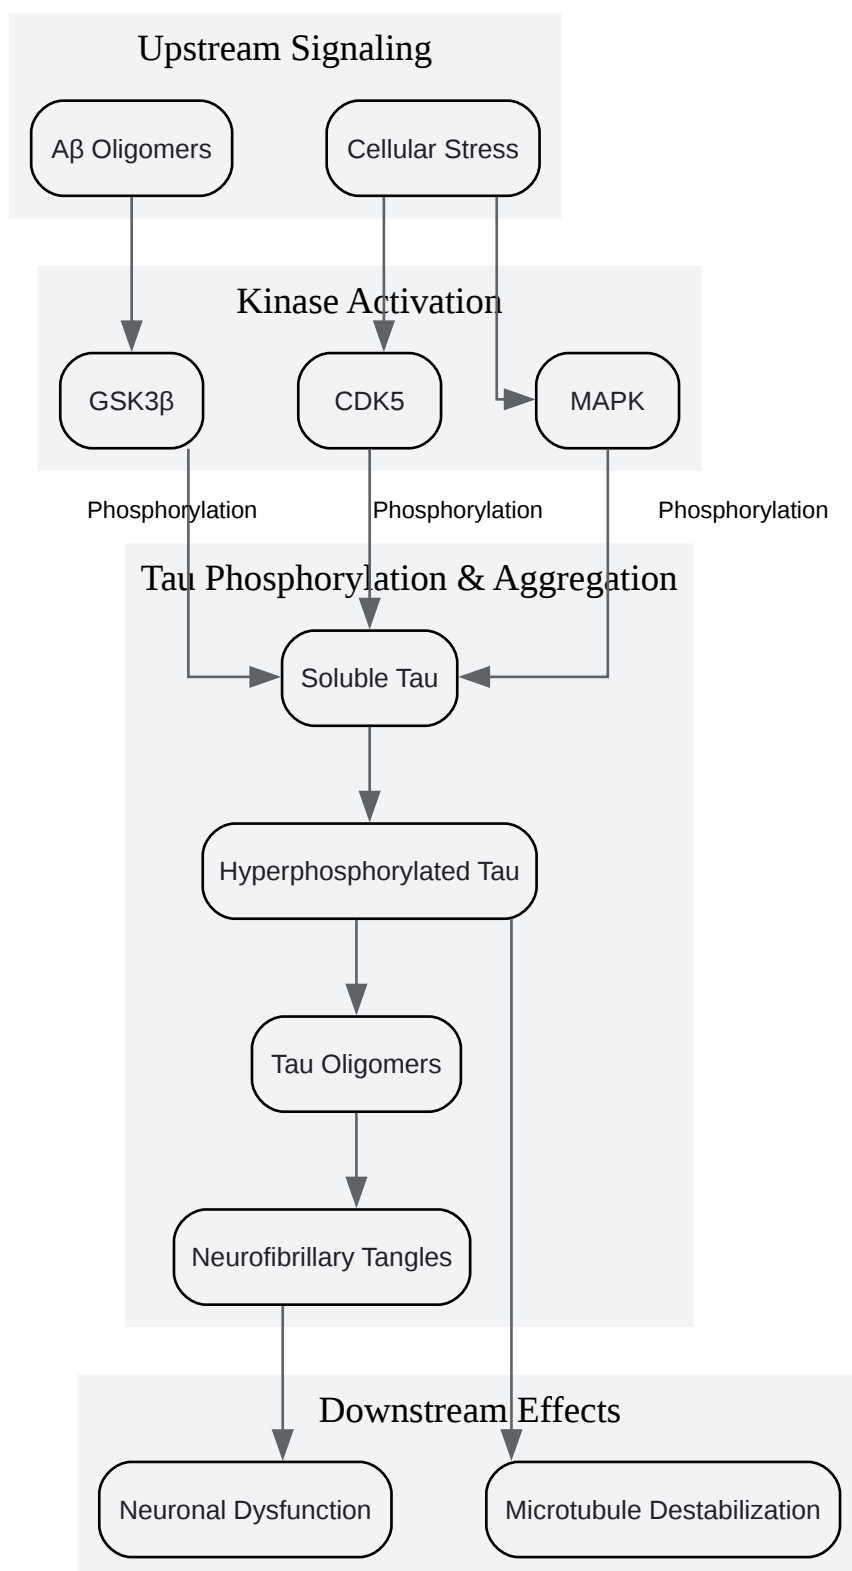 Upstream Signaling
Aβ Oligomers
Cellular Stress
Kinase Activation
GSK3β
CDK5
MAPK
Phosphorylation
Phosphorylation
Phosphorylation
Tau Phosphorylation & Aggregation
Soluble Tau
Hyperphosphorylated Tau
Tau Oligomers
Neurofibrillary Tangles
Downstream Effects
Neuronal Dysfunction
Microtubule Destabilization